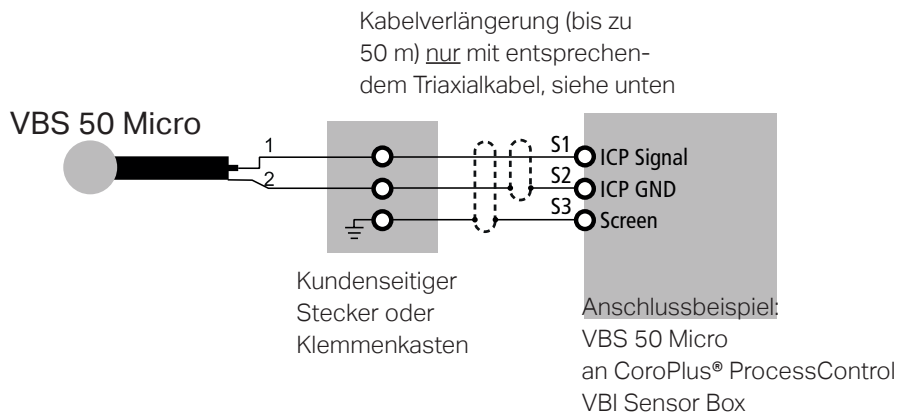 Kabelverlängerung (bis zu
50 m) nur mit entsprechen-
dem Triaxialkabel, siehe unten
VBS 50 Micro
1
2
S1
ICP Signal
S2
ICP GND
S3
Screen
Kundenseitiger
Stecker oder
Klemmenkasten
Anschlussbeispiel:
VBS 50 Micro
an CoroPlus® ProcessControl
VBI Sensor Box